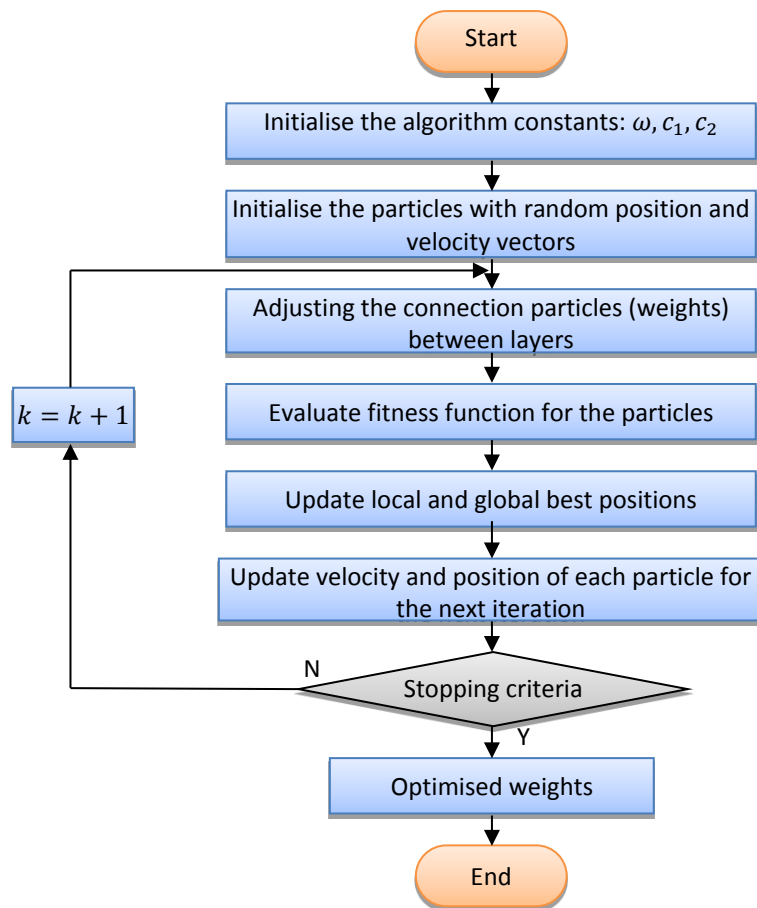 Start
Initialise the algorithm constants: ω, c₁, c₂
Initialise the particles with random position and
velocity vectors
Adjusting the connection particles (weights)
between layers
k = k + 1
Evaluate fitness function for the particles
Update local and global best positions
Update velocity and position of each particle for
the next iteration
N
Stopping criteria
Y
Optimised weights
End